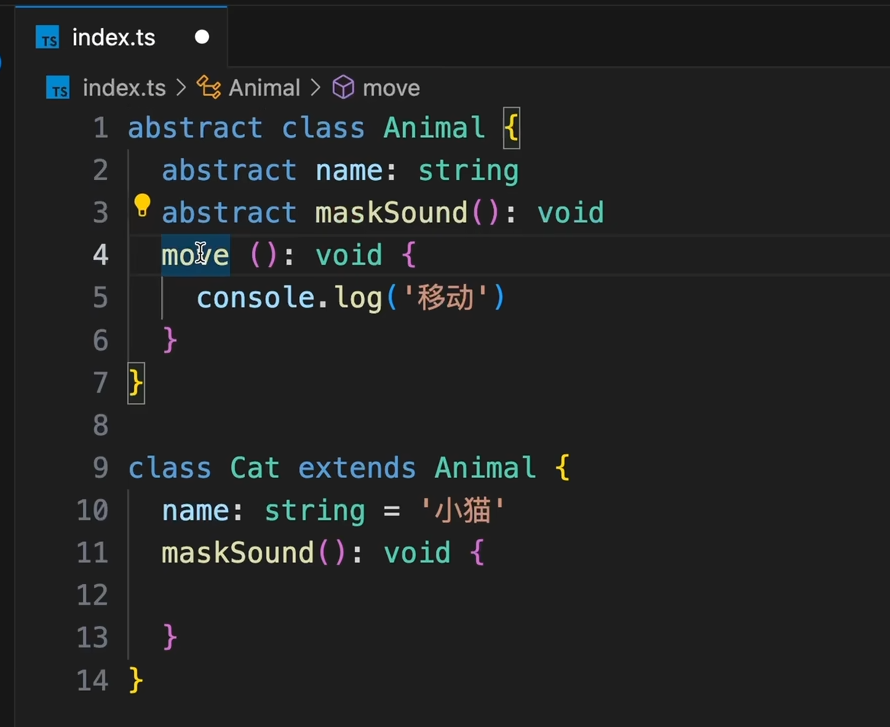 TS index.ts
TS index.ts > Animal > move
1 abstract class Animal {
2 abstract name: string
3 abstract maskSound(): void
4 move (): void {
5 console.log('移动')
6 }
7 }
8
9 class Cat extends Animal {
10 name: string = '小猫'
11 maskSound(): void {
12
13 }
14 }